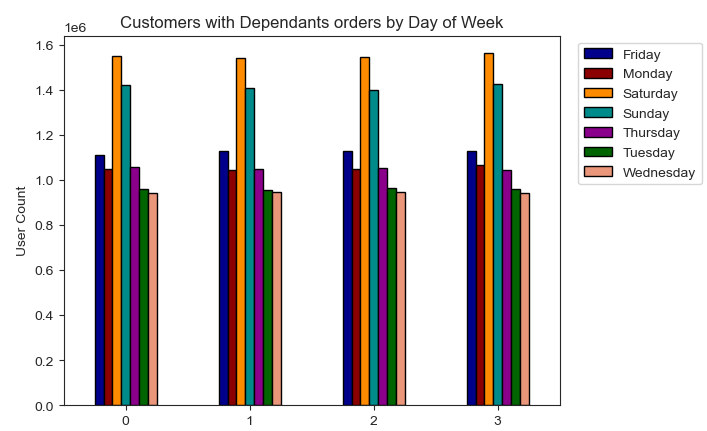 Customers with Dependants orders by Day of Week
1e6
1.6
1.4
1.2
1.0
0.8
0.6
0.4
0.2
0.0
User Count
0 1 2 3
Friday
Monday
Saturday
Sunday
Thursday
Tuesday
Wednesday